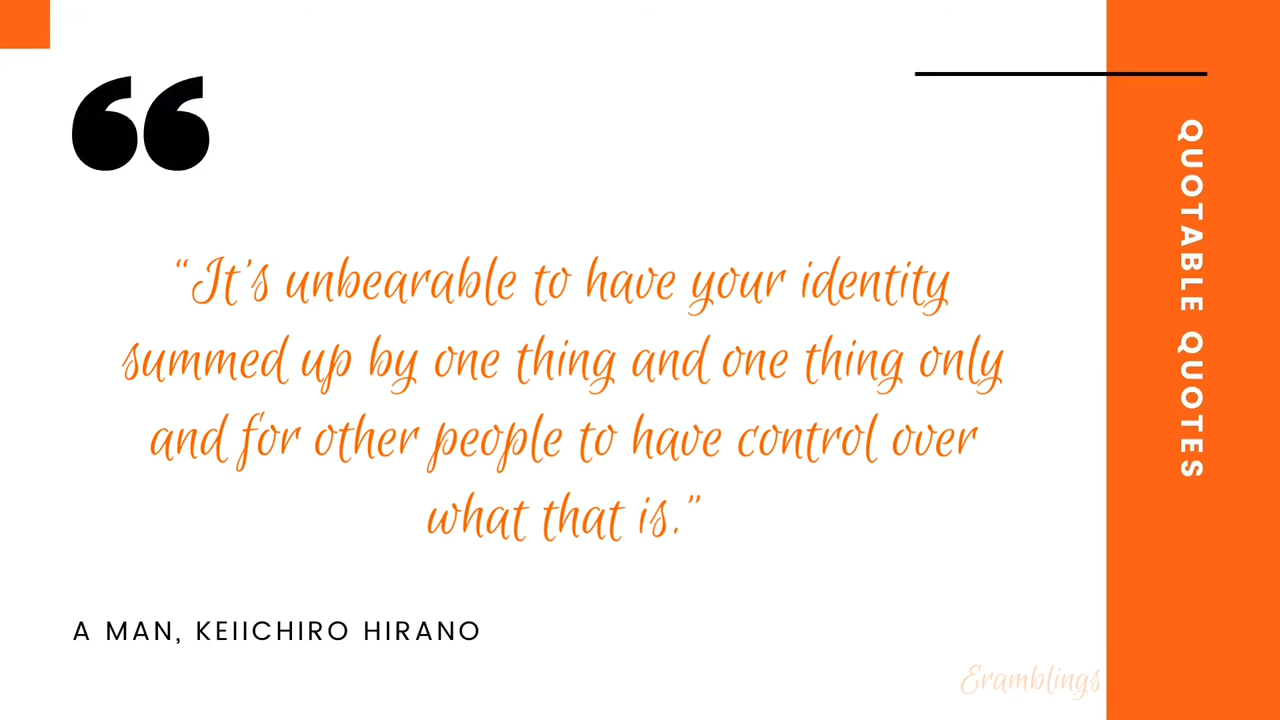 “It’s unbearable to have your identity
summed up by one thing and one thing only
and for other people to have control over
what that is.”
A MAN, KEIICHIRO HIRANO
QUOTABLE QUOTES
Eramblings